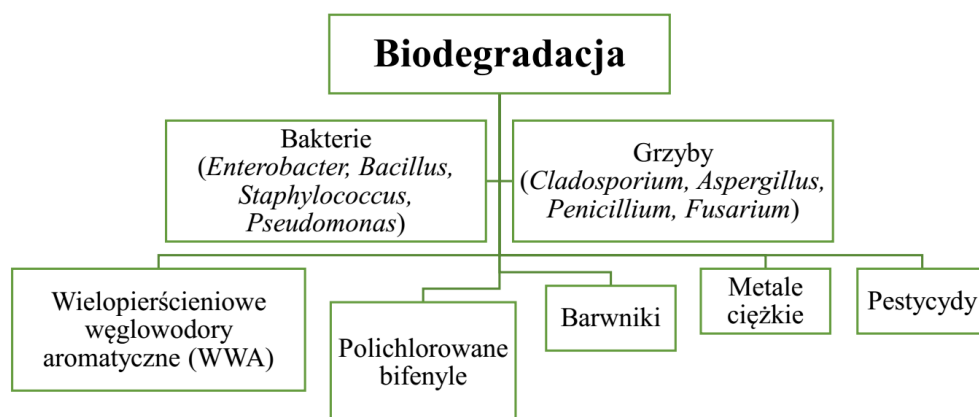 Biodegradacja
Bakterie
(Enterobacter, Bacillus,
Staphylococcus,
Pseudomonas)
Grzyby
(Cladosporium, Aspergillus,
Penicillium, Fusarium)
Wielopierścieniowe
węglowodory
aromatyczne (WWA)
Polichlorowane
bifenyle
Barwniki
Metale
ciężkie
Pestycydy